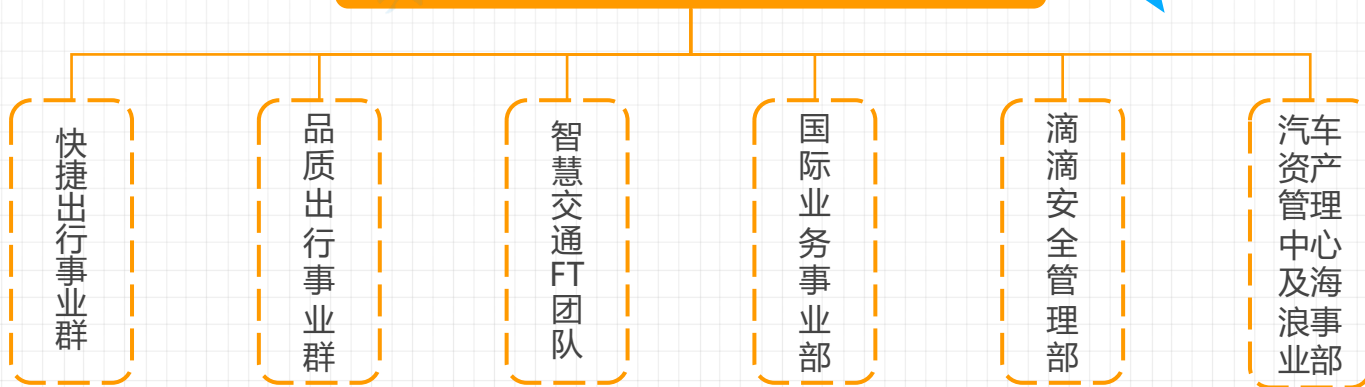 快捷出行事业群
品质出行事业群
智慧交通FT团队
国际业务事业部
滴滴安全管理部
汽车资产管理中心及海浪事业部